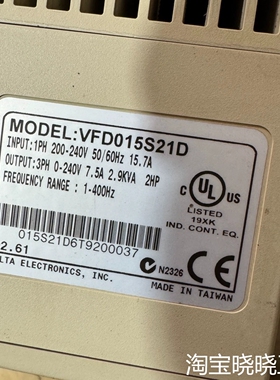 MODEL:VFD015S21D
INPUT:1PH 200-240V 50/60Hz 15.7A
OUTPUT:3PH 0-240V 7.5A 2.9KVA 2HP
FREQUENCY RANGE : 1-400Hz
C UL US
LISTED
19XK
IND. CONT. EQ.
015S21D6T9200037
2.61
N2326
LTA ELECTRONICS, INC.
MADE IN TAIWAN
淘宝晓晓